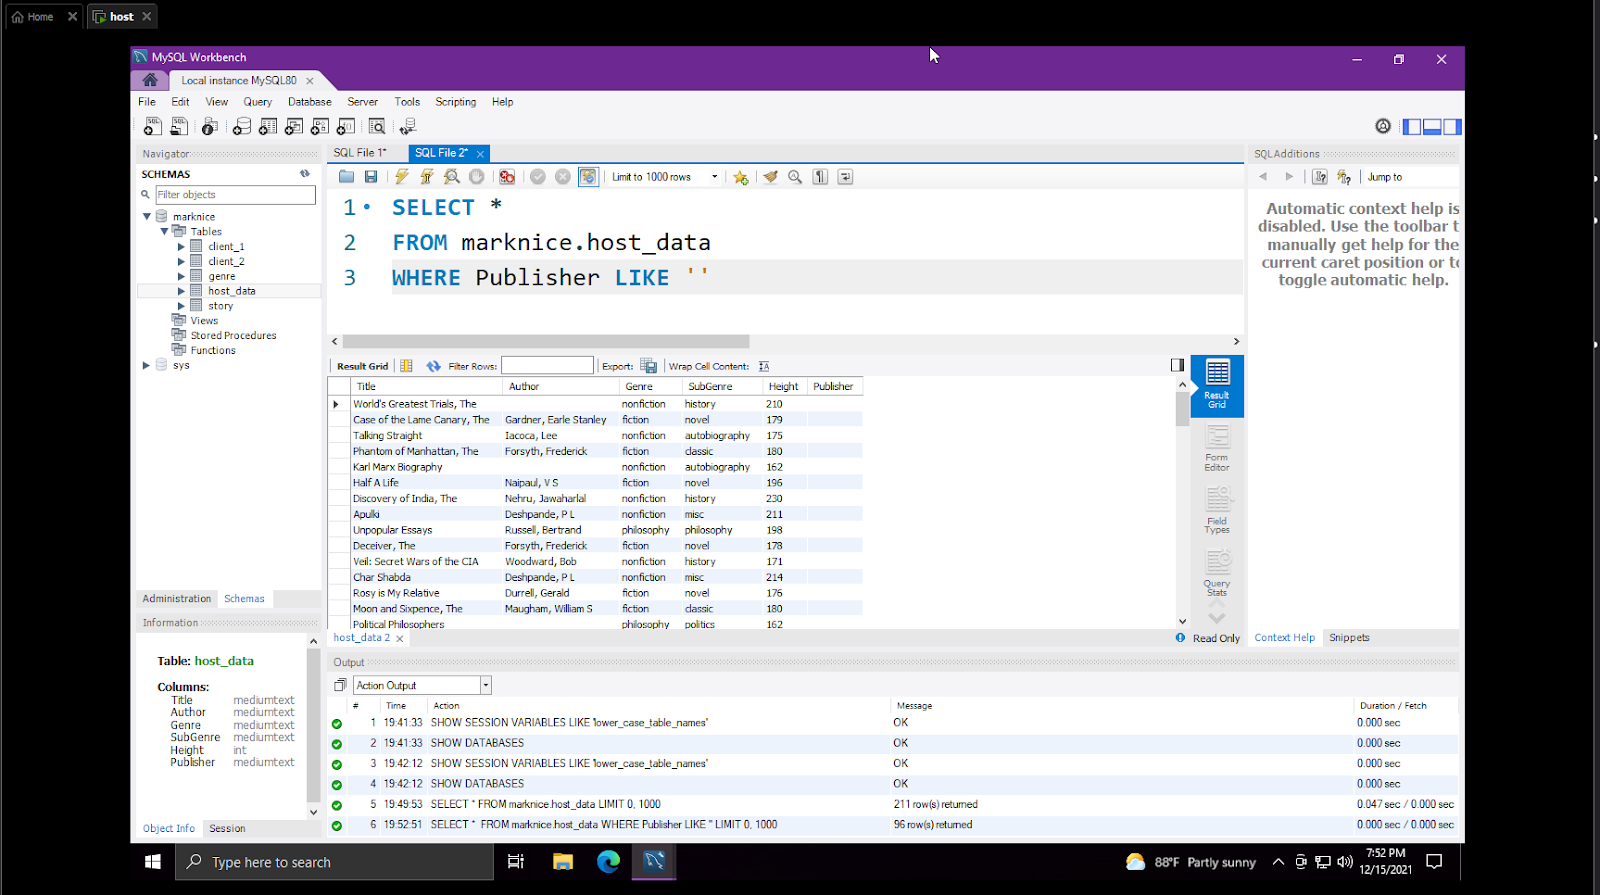 Home
host
MySQL Workbench
Local instance MySQL80
File Edit View Query Database Server Tools Scripting Help
Navigator
SCHEMAS
Filter objects
marknice
Tables
client_1
client_2
genre
host_data
story
Views
Stored Procedures
Functions
sys
Administration Schemas
Information
Table: host_data
Columns:
Title mediumtext
Author mediumtext
Genre mediumtext
SubGenre mediumtext
Height int
Publisher mediumtext
Object Info Session
SQL File 1* SQL File 2*
Limit to 1000 rows
1 SELECT *
2 FROM marknice.host_data
3 WHERE Publisher LIKE ''
Result Grid Filter Rows: Export: Wrap Cell Content:
Title Author Genre SubGenre Height Publisher
World's Greatest Trials, The nonfiction history 210
Case of the Lame Canary, The Gardner, Earle Stanley fiction novel 179
Talking Straight Iacoca, Lee nonfiction autobiography 175
Phantom of Manhattan, The Forsyth, Frederick fiction classic 180
Karl Marx Biography nonfiction autobiography 162
Half A Life Naipaul, V S fiction novel 196
Discovery of India, The Nehru, Jawaharlal nonfiction history 230
Apulki Deshpande, P L nonfiction misc 211
Unpopular Essays Russell, Bertrand philosophy philosophy 198
Deceiver, The Forsyth, Frederick fiction novel 178
Veil: Secret Wars of the CIA Woodward, Bob nonfiction history 171
Char Shabda Deshpande, P L nonfiction misc 214
Rosy is My Relative Durrell, Gerald fiction novel 176
Moon and Sixpence, The Maugham, William S fiction classic 180
Political Philosophers philosophy politics 162
host_data 2
Result
Grid
Form
Editor
Field
Types
Query
Stats
Read Only
SQLAdditions
Jump to
Automatic context help is
disabled. Use the toolbar t
manually get help for the
current caret position or to
toggle automatic help.
Context Help Snippets
Output
Action Output
# Time Action Message Duration / Fetch
1 19:41:33 SHOW SESSION VARIABLES LIKE 'lower_case_table_names' OK 0.000 sec
2 19:41:33 SHOW DATABASES OK 0.000 sec
3 19:42:12 SHOW SESSION VARIABLES LIKE 'lower_case_table_names' OK 0.000 sec
4 19:42:12 SHOW DATABASES OK 0.000 sec
5 19:49:53 SELECT * FROM marknice.host_data LIMIT 0, 1000 211 row(s) returned 0.047 sec / 0.000 sec
6 19:52:51 SELECT * FROM marknice.host_data WHERE Publisher LIKE '' LIMIT 0, 1000 96 row(s) returned 0.000 sec / 0.000 sec
Type here to search
88°F Partly sunny
7:52 PM
12/15/2021